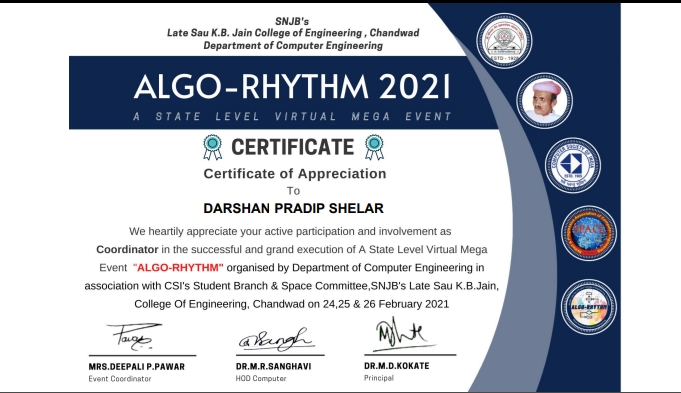 SNJB's
Late Sau K.B. Jain College of Engineering , Chandwad
Department of Computer Engineering
ALGO-RHYTHM 2021
A STATE LEVEL VIRTUAL MEGA EVENT
CERTIFICATE
Certificate of Appreciation
To
DARSHAN PRADIP SHELAR
We heartily appreciate your active participation and involvement as
Coordinator in the successful and grand execution of A State Level Virtual Mega
Event "ALGO-RHYTHM" organised by Department of Computer Engineering in
association with CSI's Student Branch & Space Committee,SNJB's Late Sau K.B.Jain,
College Of Engineering, Chandwad on 24,25 & 26 February 2021
MRS.DEEPALI P.PAWAR
Event Coordinator
DR.M.R.SANGHAVI
HOD Computer
DR.M.D.KOKATE
Principal
ESTD - 1928
COMPUTER SOCIETY OF INDIA
ESTD. 1965
SPACE
ALGO-RHYTHM